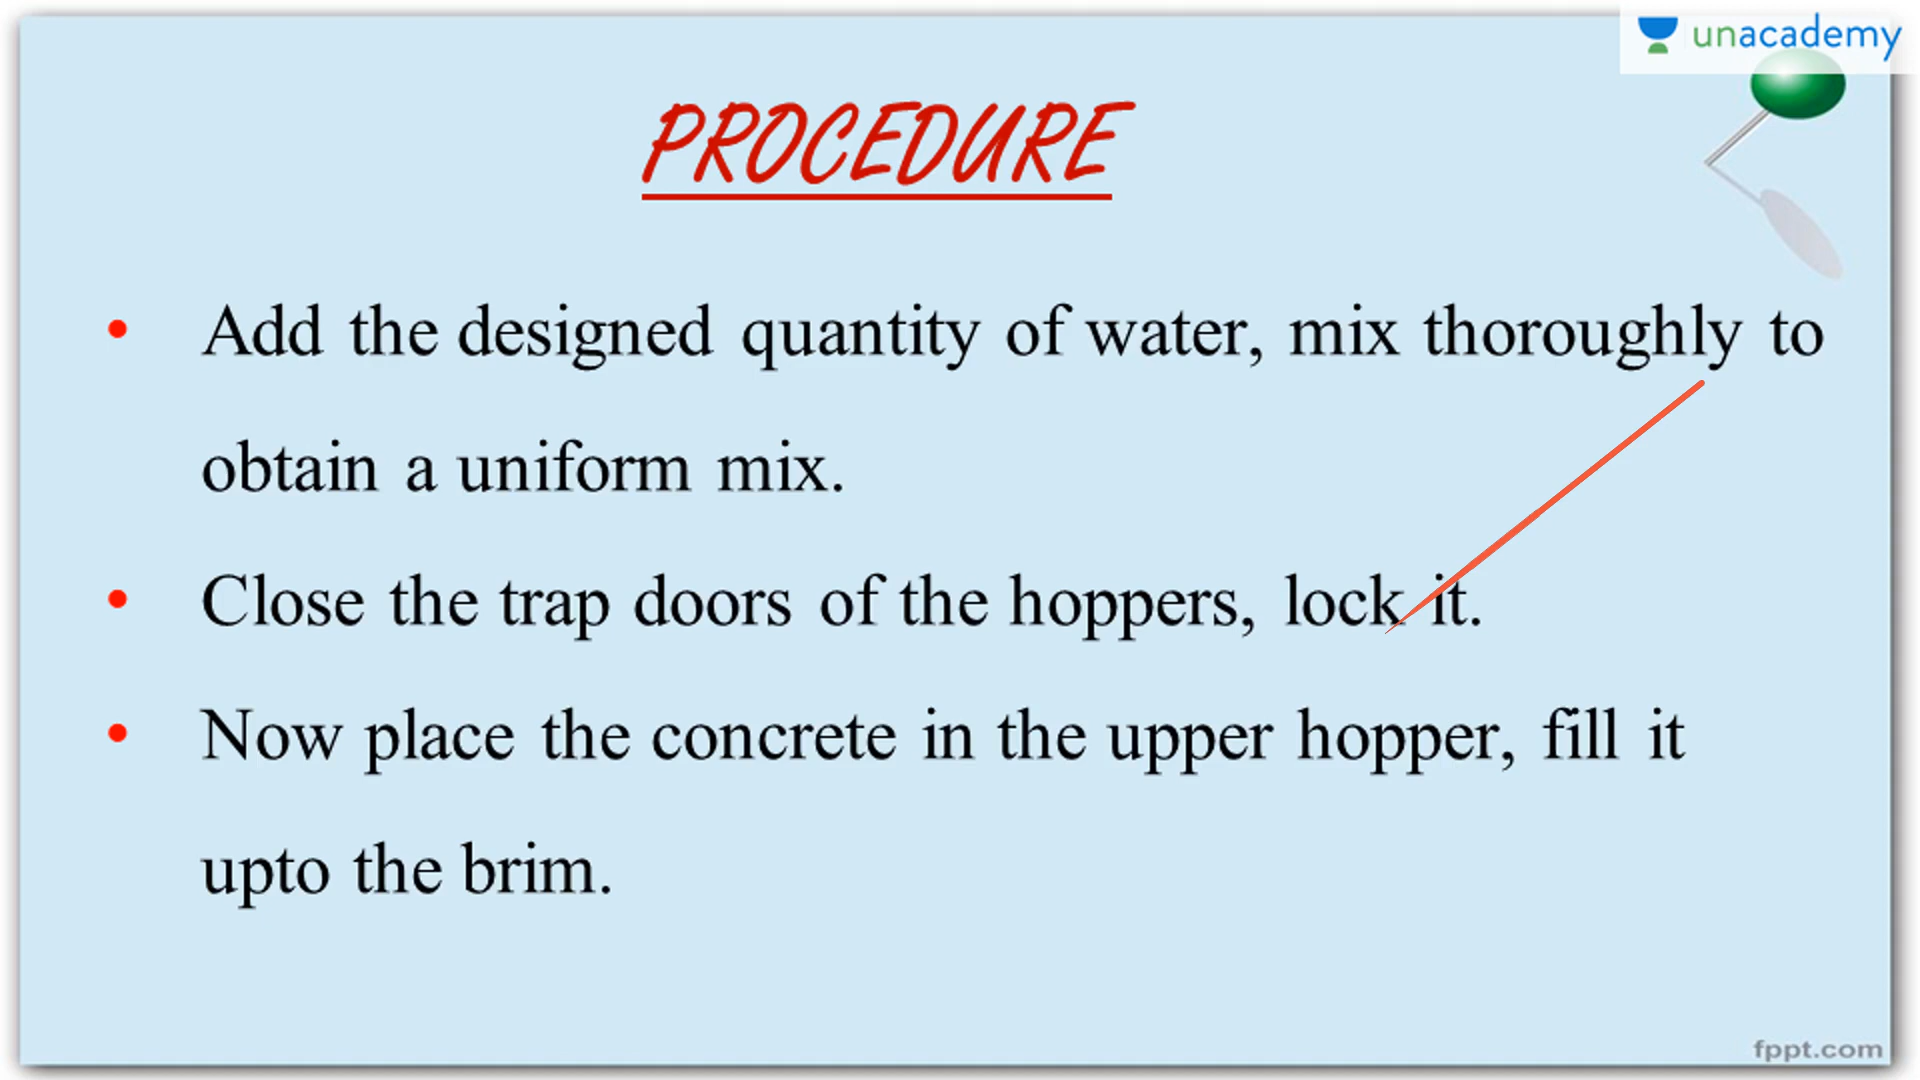 unacademy
PROCEDURE
• Add the designed quantity of water, mix thoroughly to
obtain a uniform mix.
• Close the trap doors of the hoppers, lock it.
• Now place the concrete in the upper hopper, fill it
upto the brim.
fppt.com